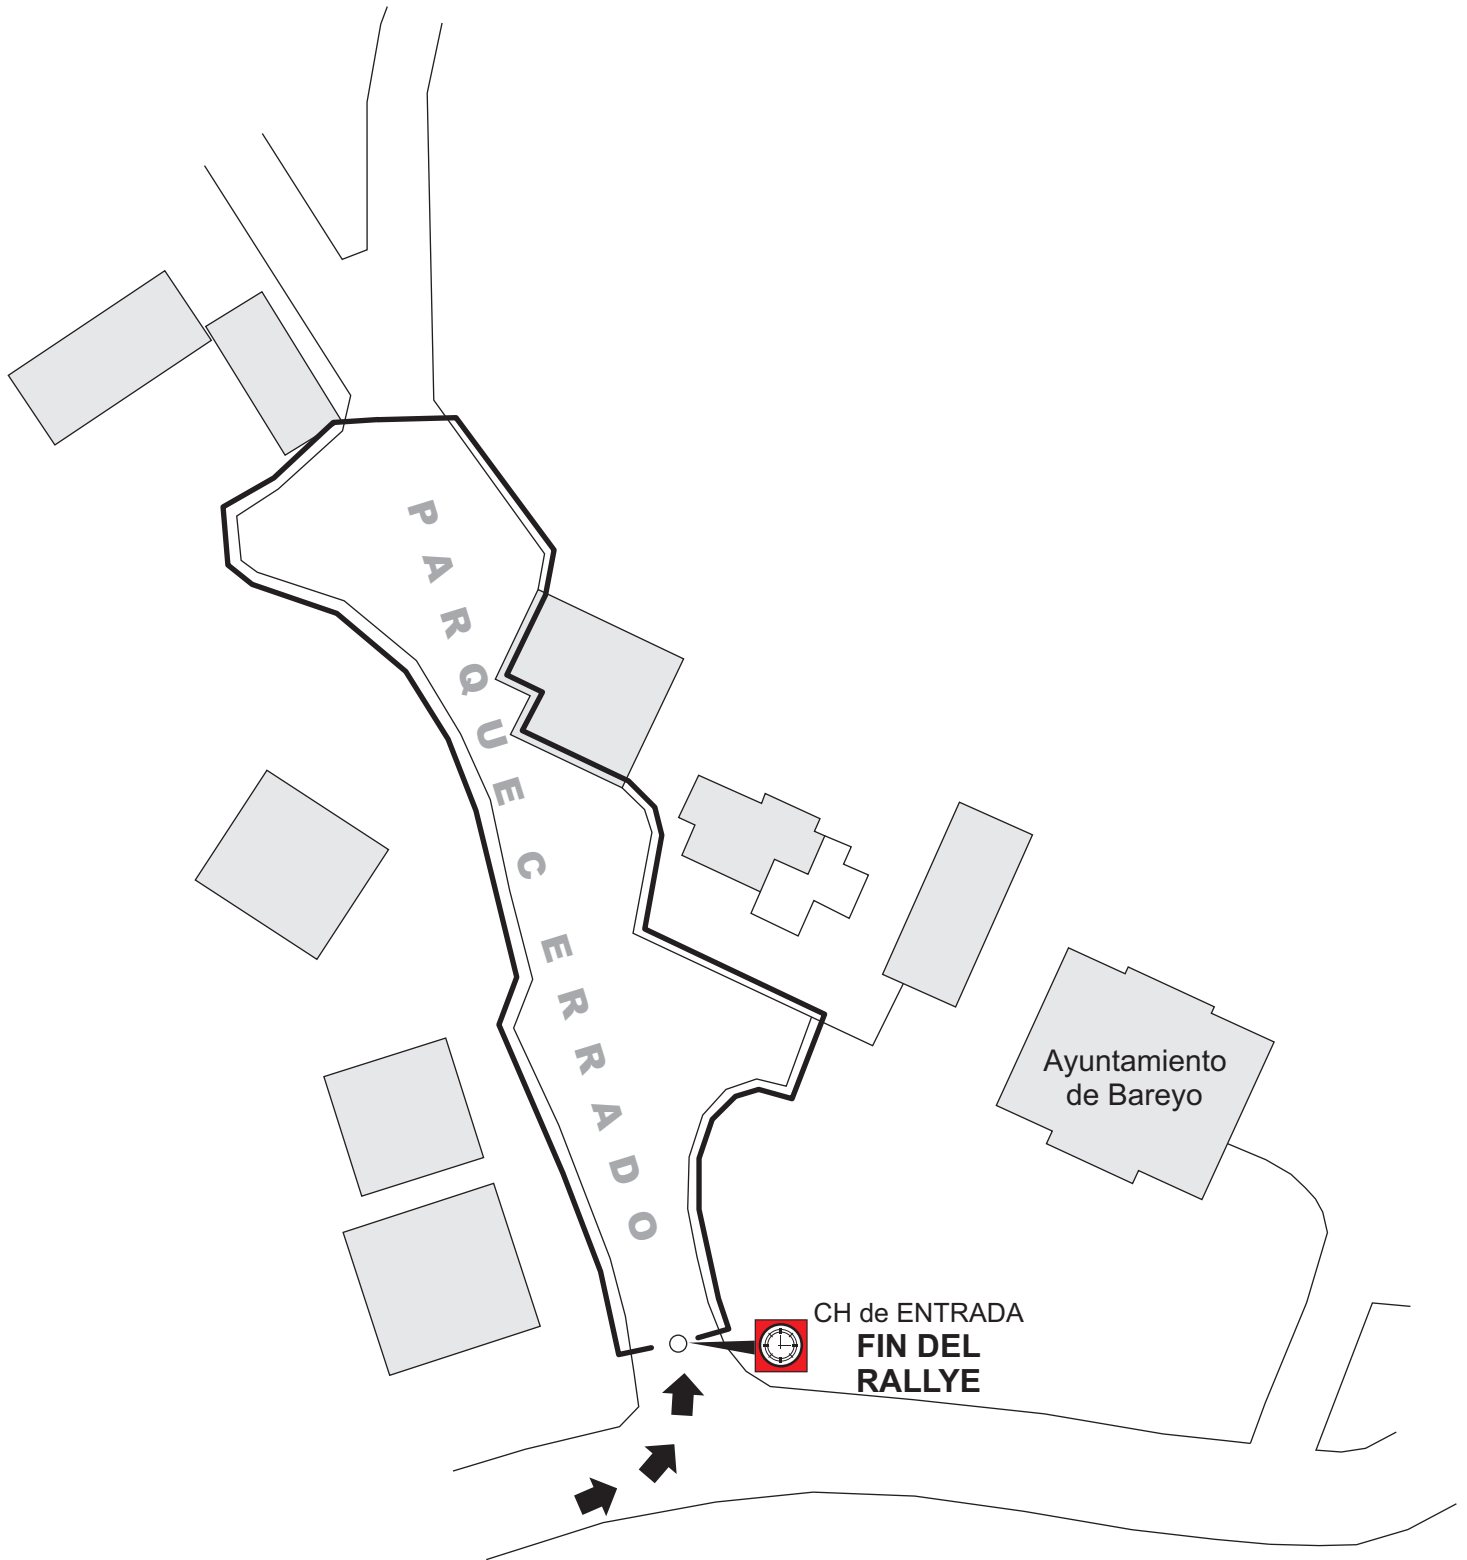 PARQUE CERRADO
Ayuntamiento
de Bareyo
CH de ENTRADA
FIN DEL
RALLYE